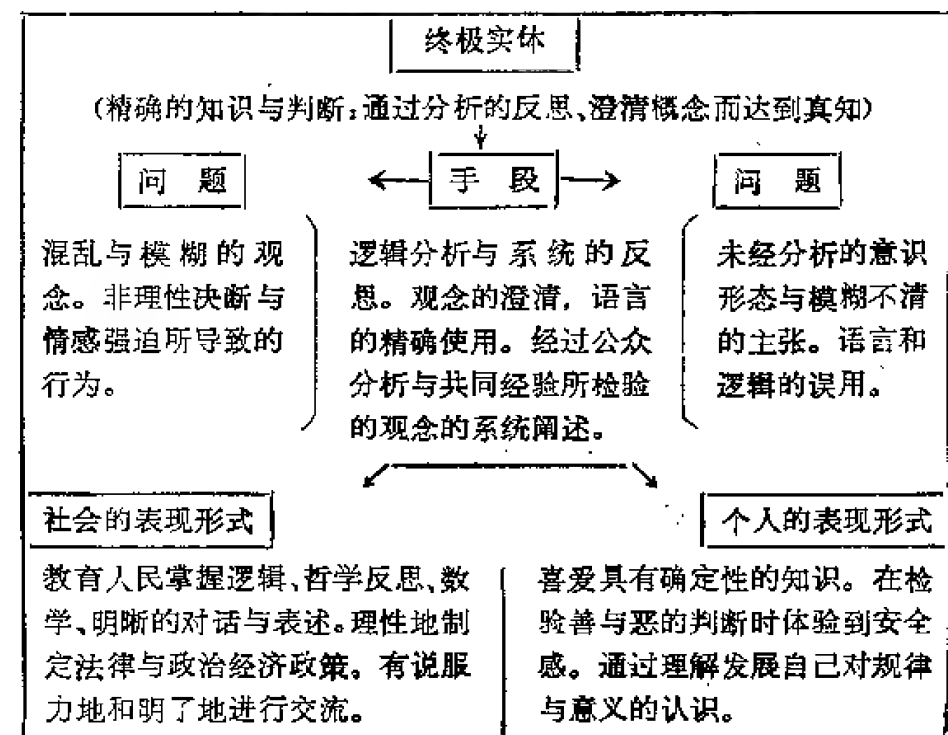 终极实体
(精确的知识与判断；通过分析的反思、澄清概念而达到真知)
问 题
手 段
问 题
混乱与模糊的观
念。非理性决断与
情感强迫所导致的
行为。
逻辑分析与系统的反
思。观念的澄清，语言
的精确使用。经过公众
分析与共同经验所检验
的观念的系统阐述。
未经分析的意识
形态与模糊不清
的主张。语言和
逻辑的误用。
社会的表现形式
个人的表现形式
教育人民掌握逻辑、哲学反思、数
学、明晰的对话与表述。理性地制
定法律与政治经济政策。有说服
力地和明了地进行交流。
喜爱具有确定性的知识。在检
验善与恶的判断时体验到安全
感。通过理解发展自己对规律
与意义的认识。